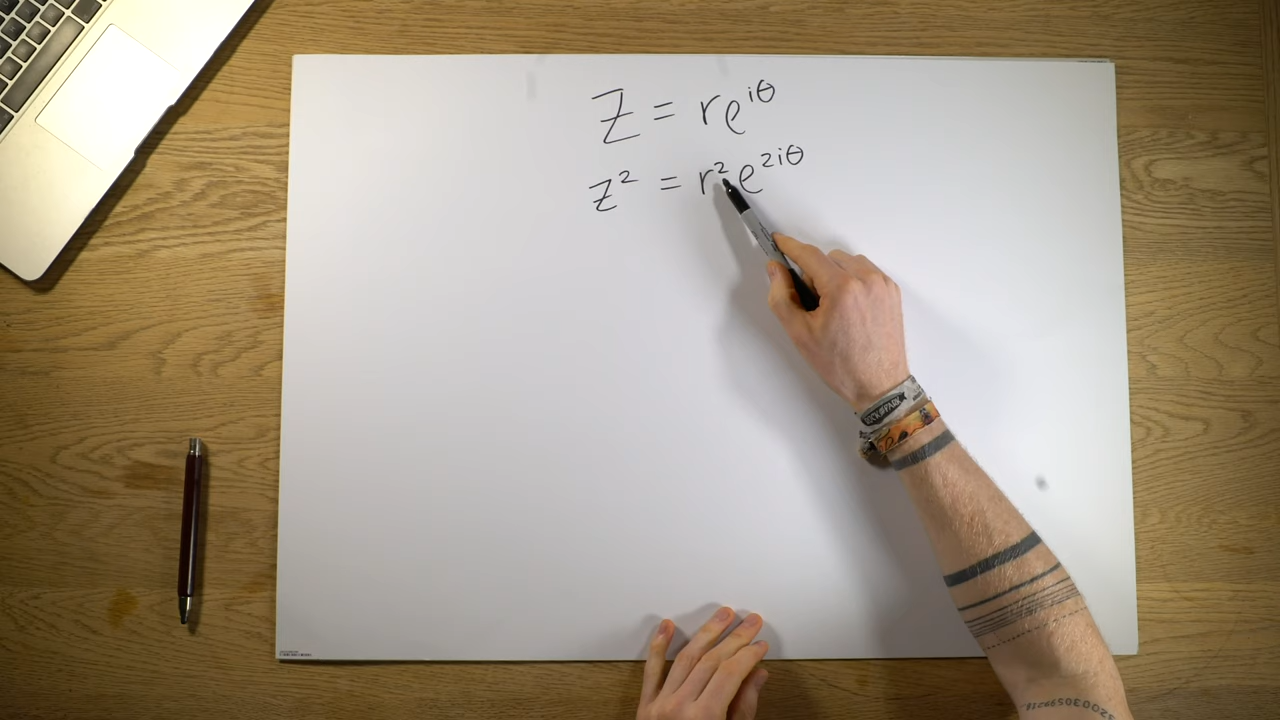 Z = re^{iθ}
z² = r²e^{2iθ}